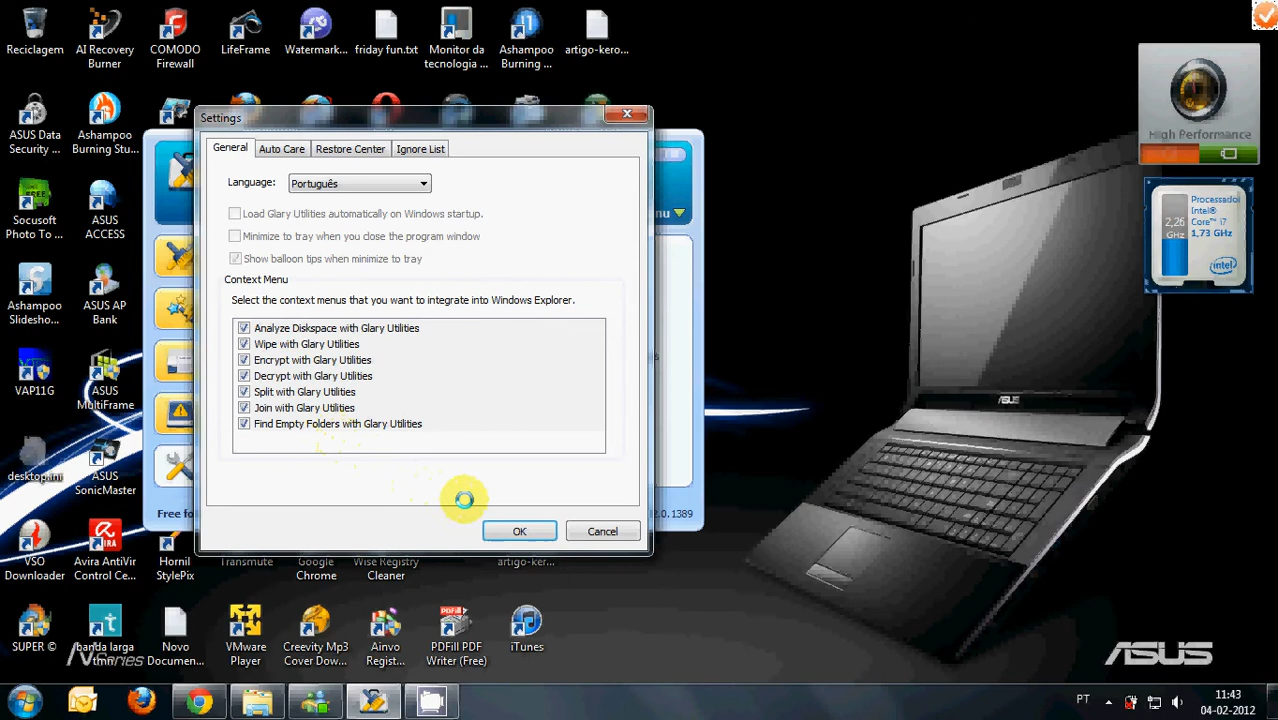 Reciclagem
AI Recovery
Burner
COMODO
Firewall
LifeFrame
Watermark...
friday fun.txt
Monitor da
tecnologia ...
Ashampoo
Burning ...
artigo-kero...
ASUS Data
Security ...
Ashampoo
Burning Stu...
Socusoft
Photo To ...
ASUS
ACCESS
Ashampoo
Slidesho...
ASUS AP
Bank
VAP11G
ASUS
MultiFrame
desktop.ini
ASUS
SonicMaster
VSO
Downloader
Avira AntiVir
Control Ce...
Hornil
StylePix
Transmute
Google
Chrome
Wise Registry
Cleaner
artigo-ker...
SUPER ©
banda larga
tmn
Novo
Documen...
VMware
Player
Creevity Mp3
Cover Dow...
Ainvo
Regist...
PDFill PDF
Writer (Free)
iTunes
Settings
General
Auto Care
Restore Center
Ignore List
Language:
Português
Load Glary Utilities automatically on Windows startup.
Minimize to tray when you close the program window
Show balloon tips when minimize to tray
Context Menu
Select the context menus that you want to integrate into Windows Explorer.
Analyze Diskspace with Glary Utilities
Wipe with Glary Utilities
Encrypt with Glary Utilities
Decrypt with Glary Utilities
Split with Glary Utilities
Join with Glary Utilities
Find Empty Folders with Glary Utilities
OK
Cancel
nu
Free fo
.0.1389
High Performance
Processador
Intel®
Core™ i7
1,73 GHz
2,26
GHz
intel
ASUS
NSeries
ASUS
PT
11:43
04-02-2012